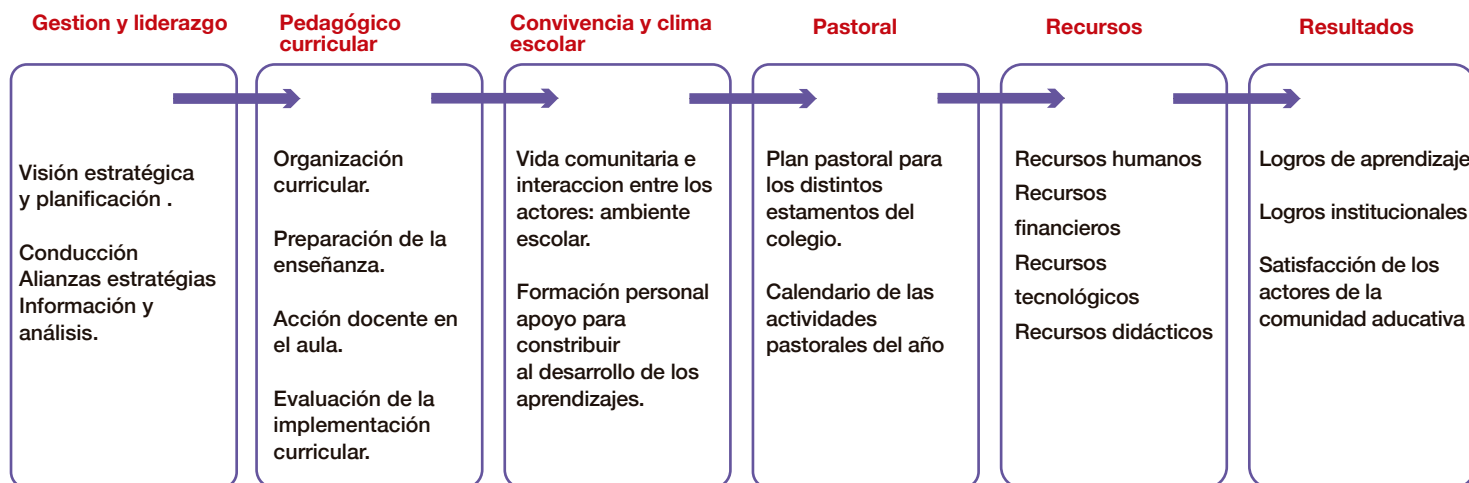 Gestion y liderazgo
Pedagógico
curricular
Convivencia y clima
escolar
Pastoral
Recursos
Resultados
Visión estratégica
y planificación .
Conducción
Alianzas estratégias
Información y
análisis.
Organización
curricular.
Preparación de la
enseñanza.
Acción docente en
el aula.
Evaluación de la
implementación
curricular.
Vida comunitaria e
interaccion entre los
actores: ambiente
escolar.
Formación personal
apoyo para
constribuir
al desarrollo de los
aprendizajes.
Plan pastoral para
los distintos
estamentos del
colegio.
Calendario de las
actividades
pastorales del año
Recursos humanos
Recursos
financieros
Recursos
tecnológicos
Recursos didácticos
Logros de aprendizaje
Logros institucionales
Satisfacción de los
actores de la
comunidad aducativa